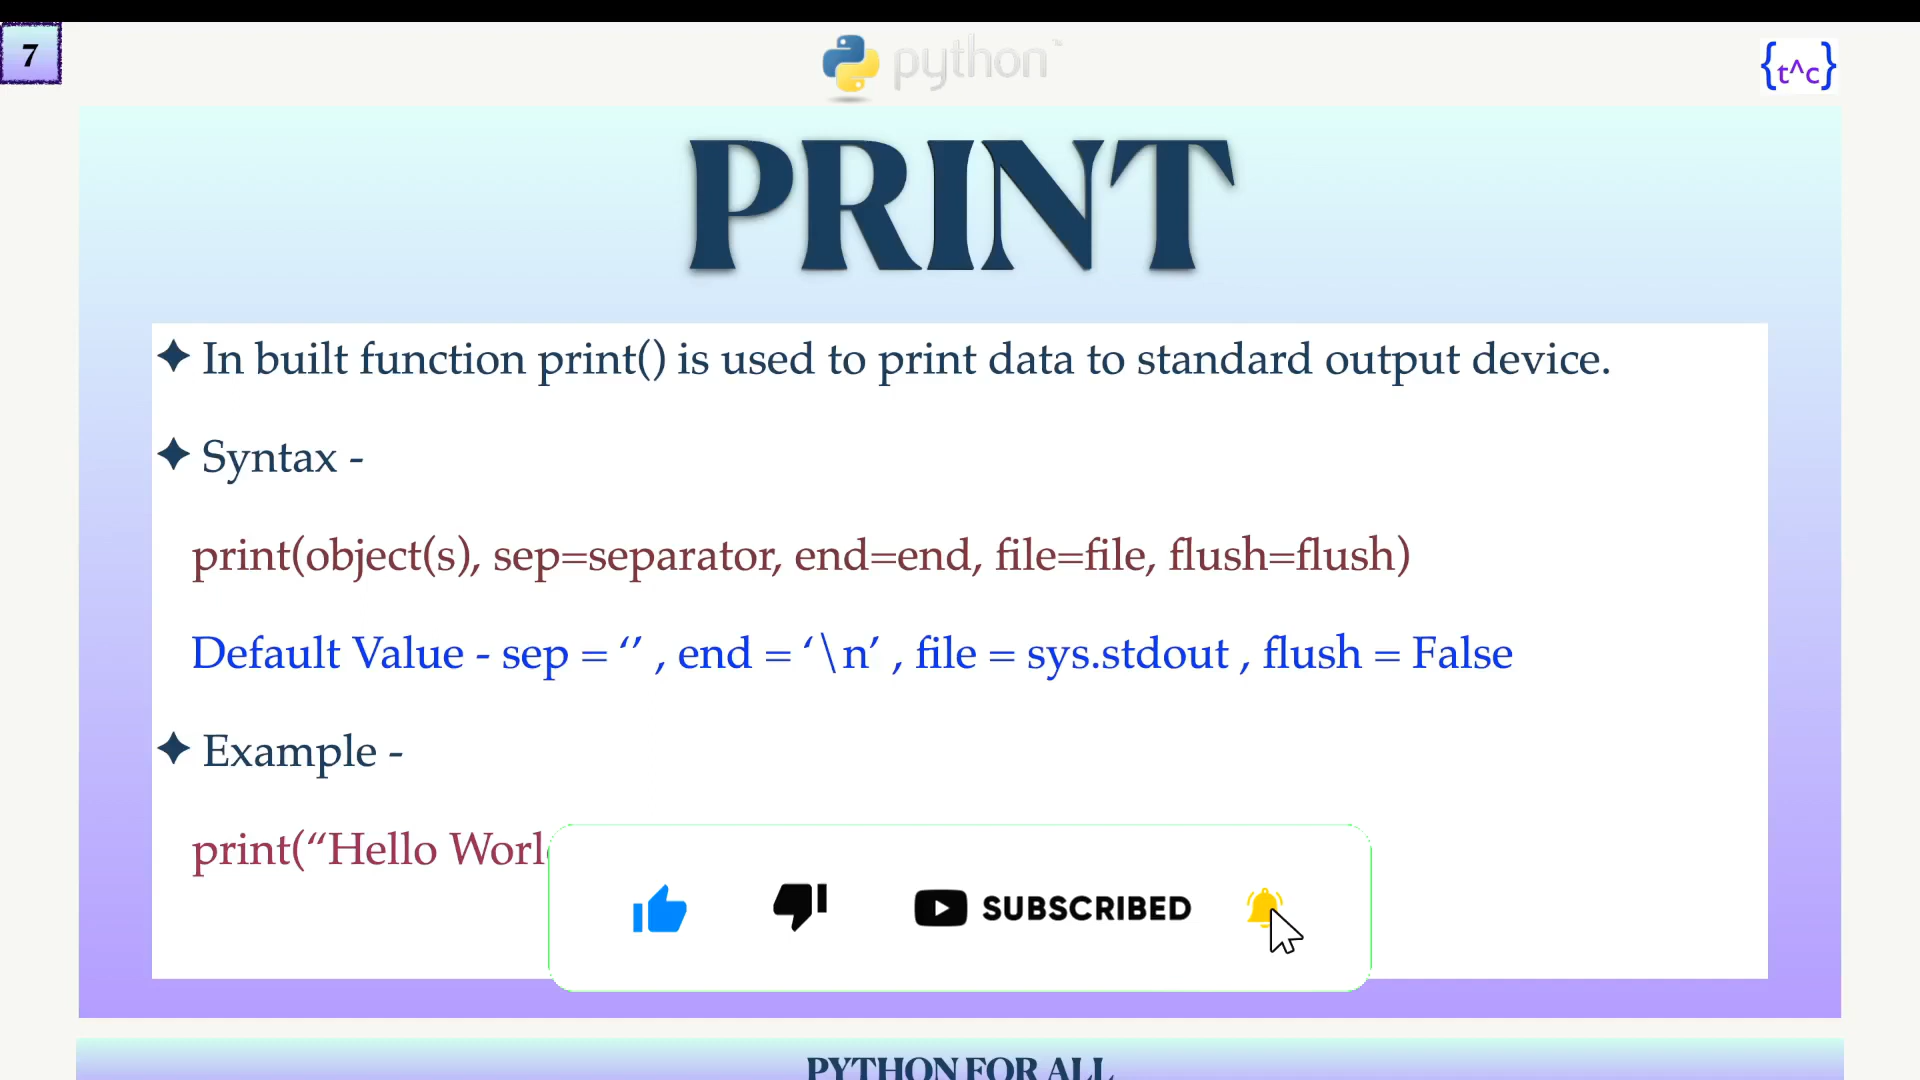 7
python™
{t^c}
PRINT
✦ In built function print() is used to print data to standard output device.
✦ Syntax -
print(object(s), sep=separator, end=end, file=file, flush=flush)
Default Value - sep = ‘’ , end = ‘\n’ , file = sys.stdout , flush = False
✦ Example -
print(“Hello Worl
SUBSCRIBED
PYTHON FOR ALL